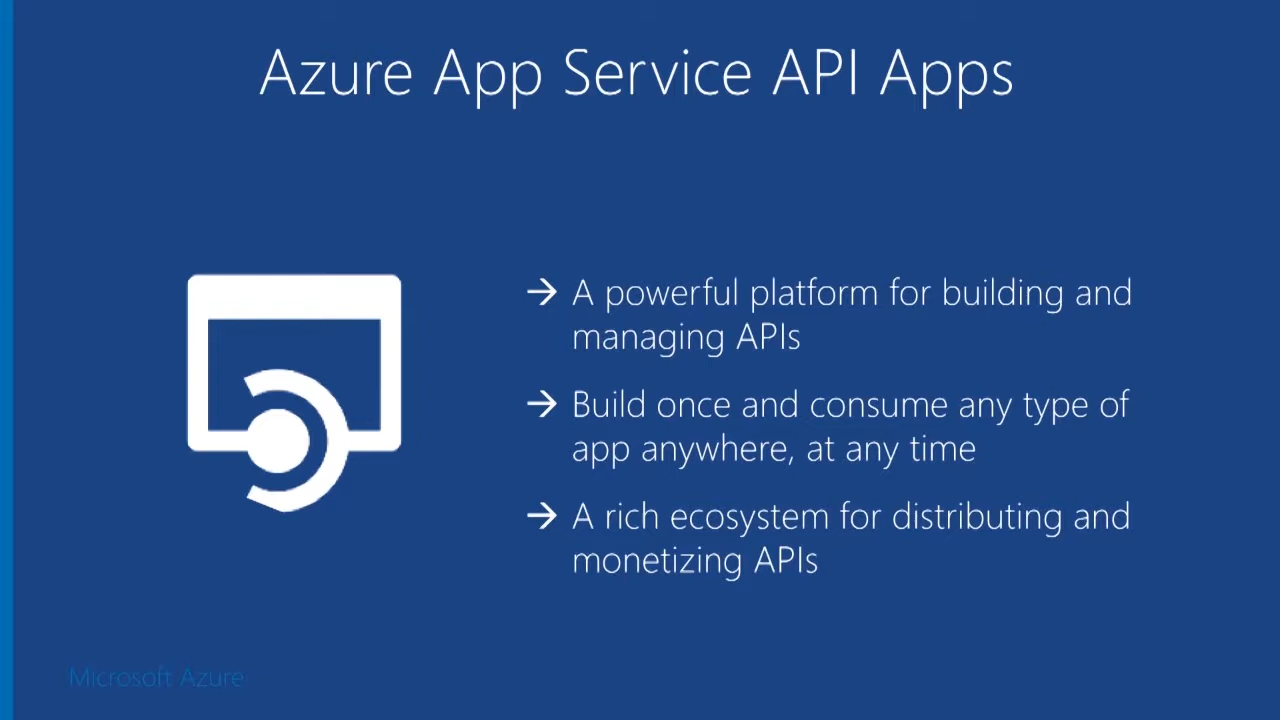 Azure App Service API Apps
→ A powerful platform for building and
managing APIs
→ Build once and consume any type of
app anywhere, at any time
→ A rich ecosystem for distributing and
monetizing APIs
Microsoft Azure